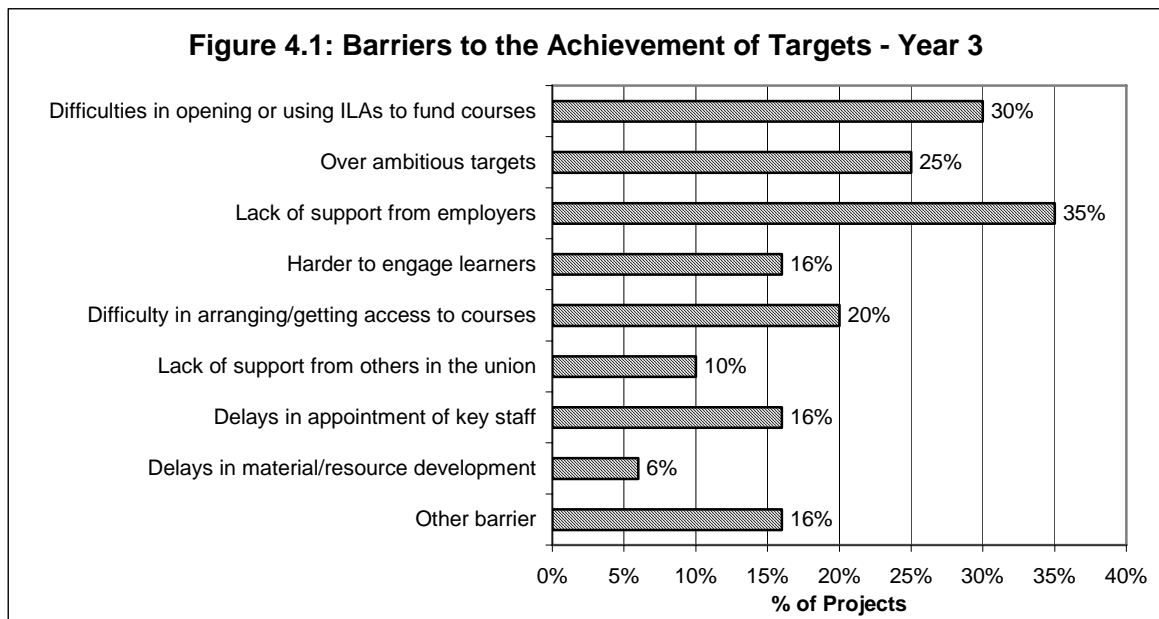 Figure 4.1: Barriers to the Achievement of Targets - Year 3
Difficulties in opening or using ILAs to fund courses 30%
Over ambitious targets 25%
Lack of support from employers 35%
Harder to engage learners 16%
Difficulty in arranging/getting access to courses 20%
Lack of support from others in the union 10%
Delays in appointment of key staff 16%
Delays in material/resource development 6%
Other barrier 16%
0% 5% 10% 15% 20% 25% 30% 35% 40%
% of Projects